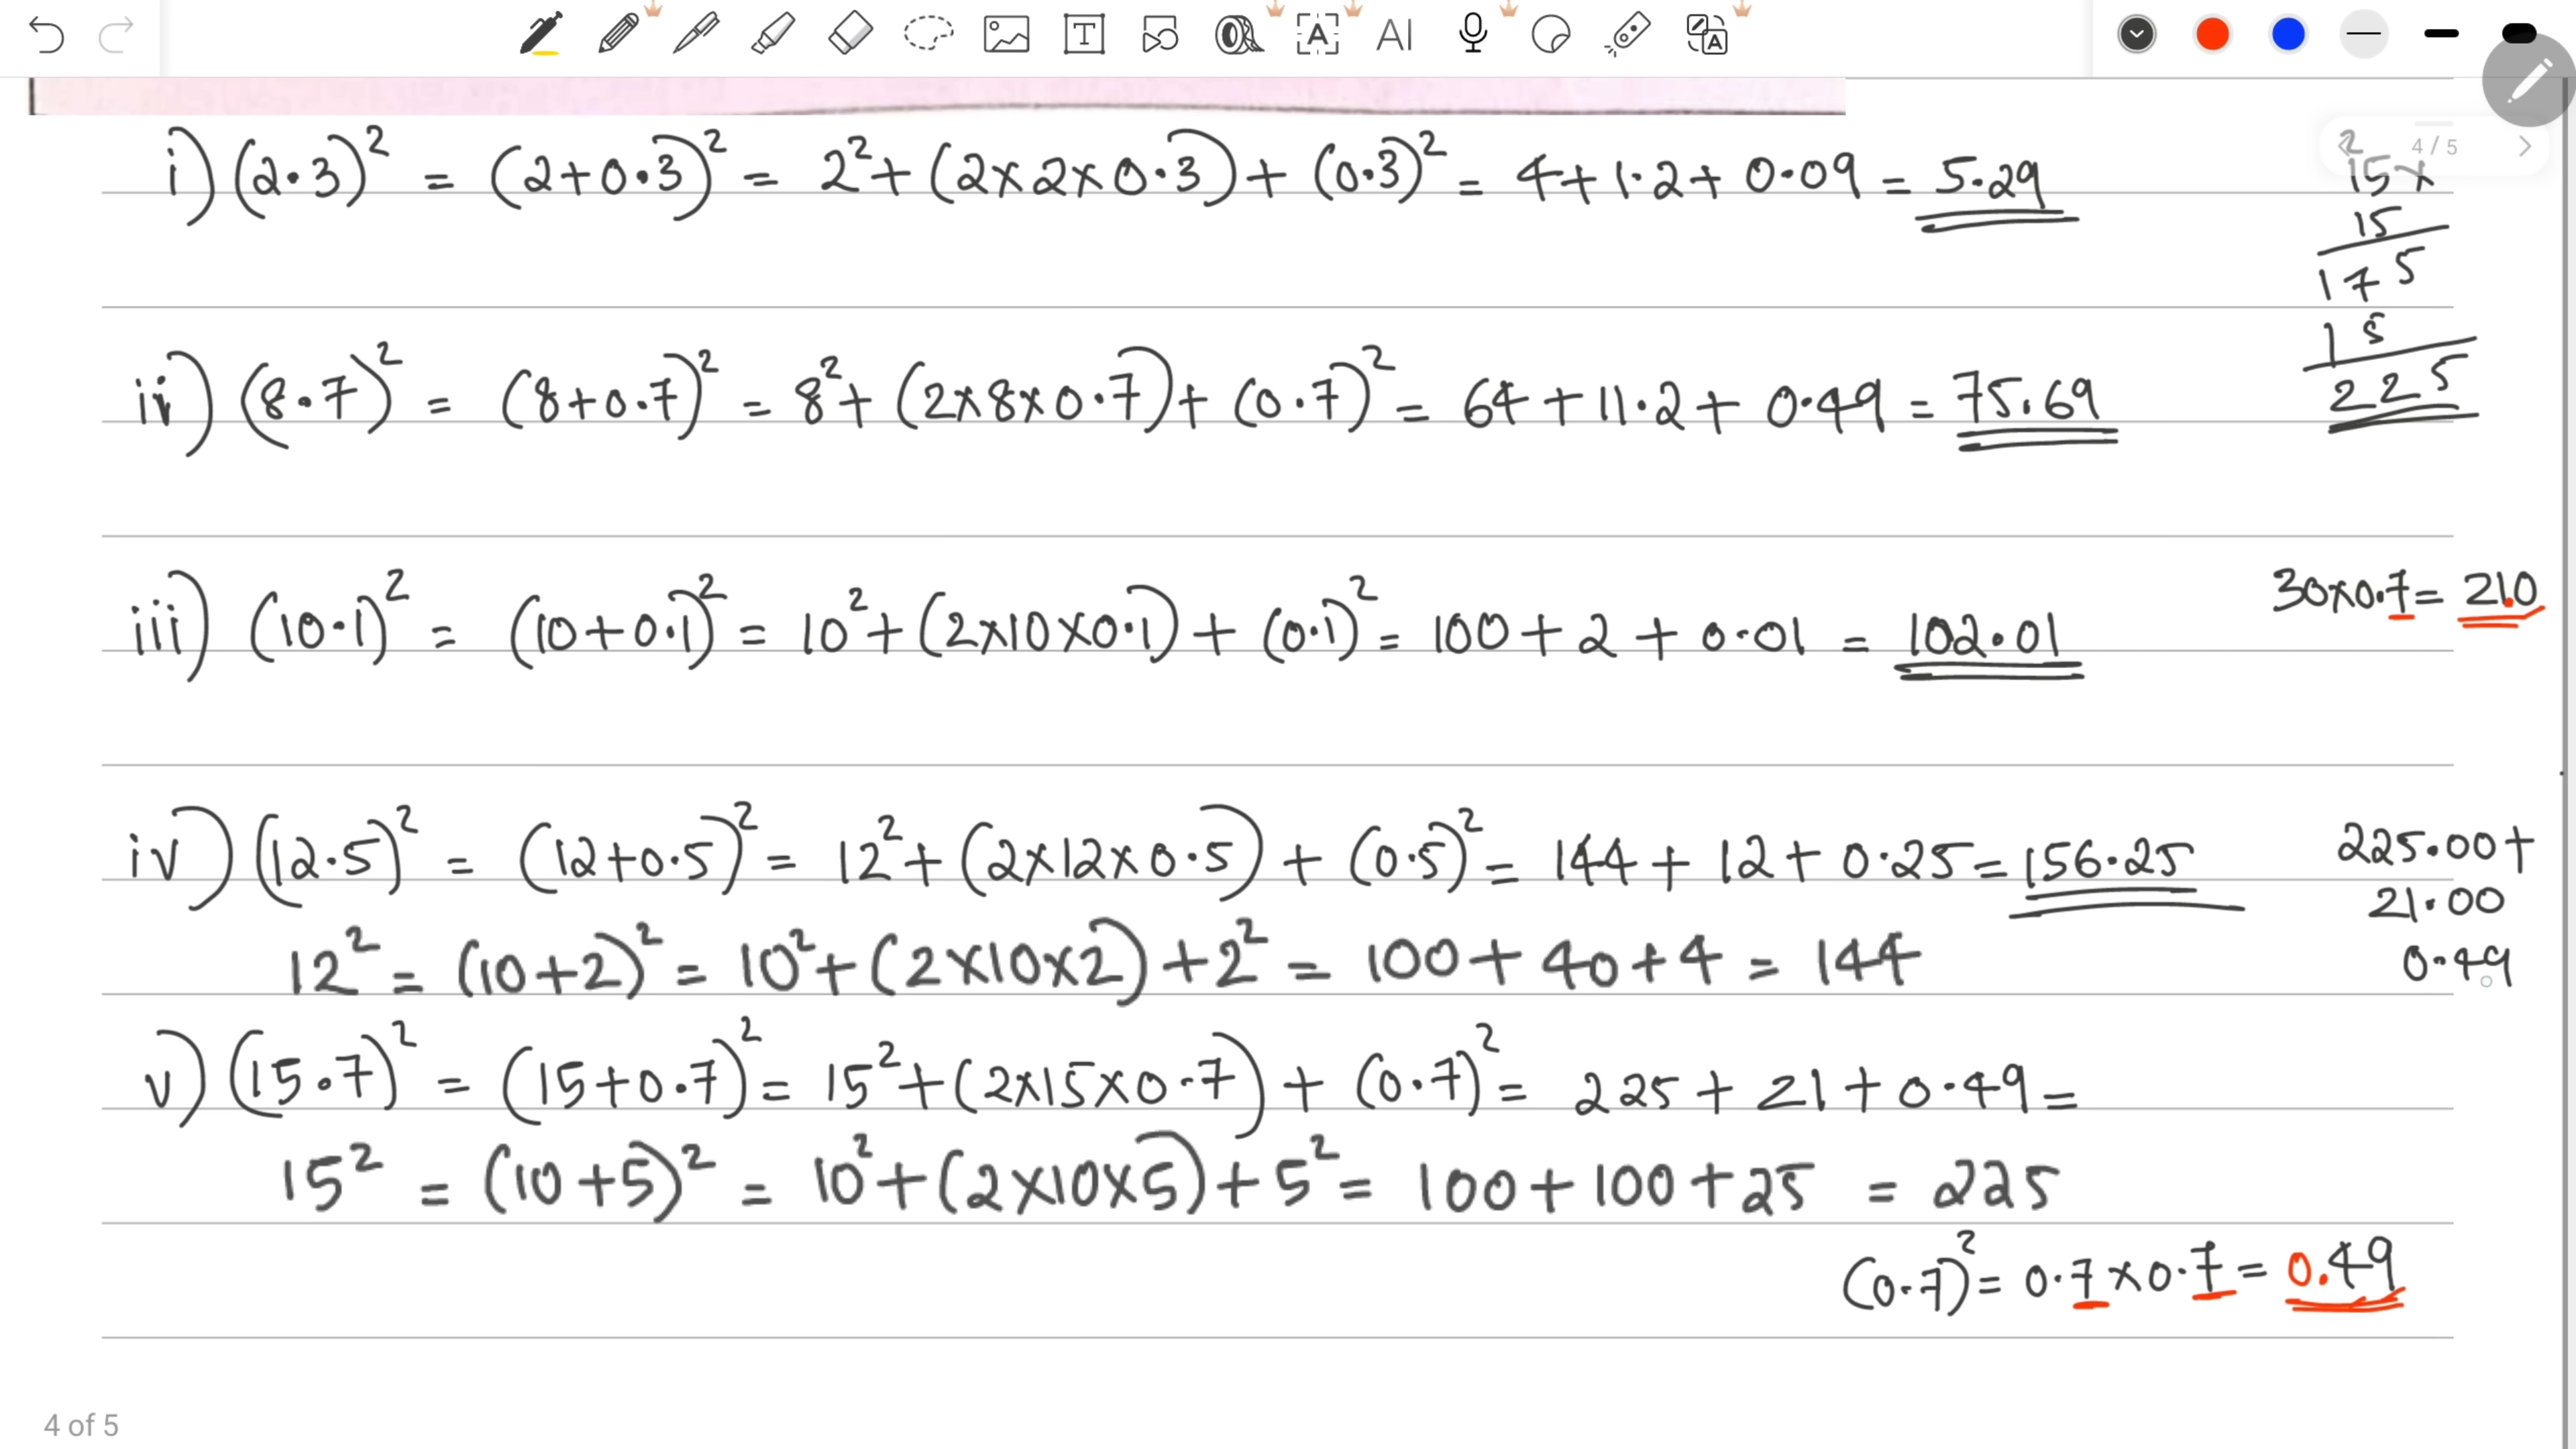 i) (2.3)² = (2+0.3)² = 2²+(2×2×0.3)+(0.3)² = 4+1.2+0.09 = 5.29
ii) (8.7)² = (8+0.7)² = 8²+(2×8×0.7)+(0.7)² = 64+11.2+0.49 = 75.69
iii) (10.1)² = (10+0.1)² = 10²+(2×10×0.1)+(0.1)² = 100+2+0.01 = 102.01
iv) (12.5)² = (12+0.5)² = 12²+(2×12×0.5)+(0.5)² = 144+12+0.25 = 156.25
12² = (10+2)² = 10²+(2×10×2)+2² = 100+40+4 = 144
v) (15.7)² = (15+0.7)² = 15²+(2×15×0.7)+(0.7)² = 225+21+0.49 =
15² = (10+5)² = 10²+(2×10×5)+5² = 100+100+25 = 225
(0.7)² = 0.7×0.7 = 0.49
4 / 5
2
15×
15
175
15
225
30×0.7 = 21.0
225.00+
21.00
0.49
4 of 5